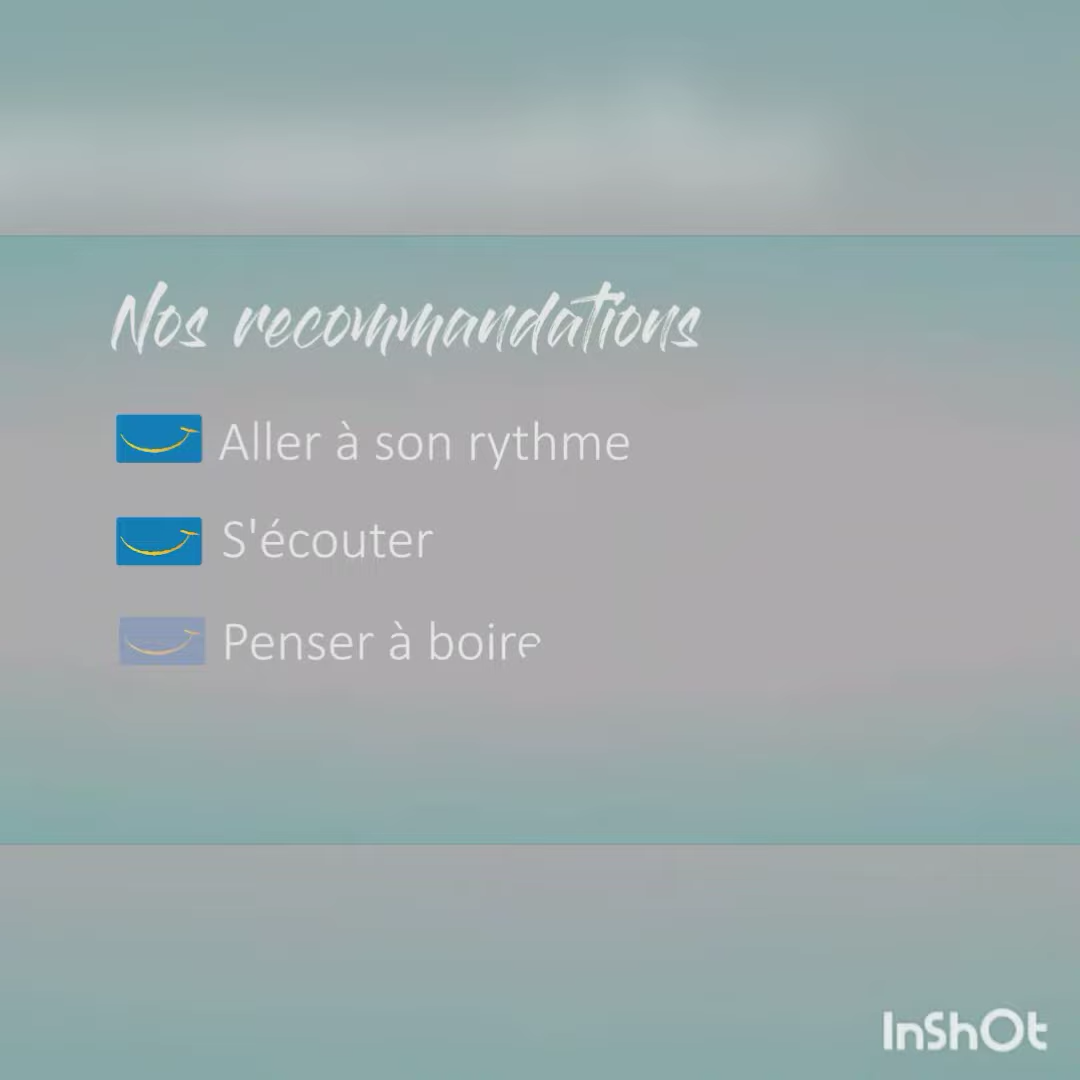 Nos recommandations
Aller à son rythme
S'écouter
Penser à boire
InShOt